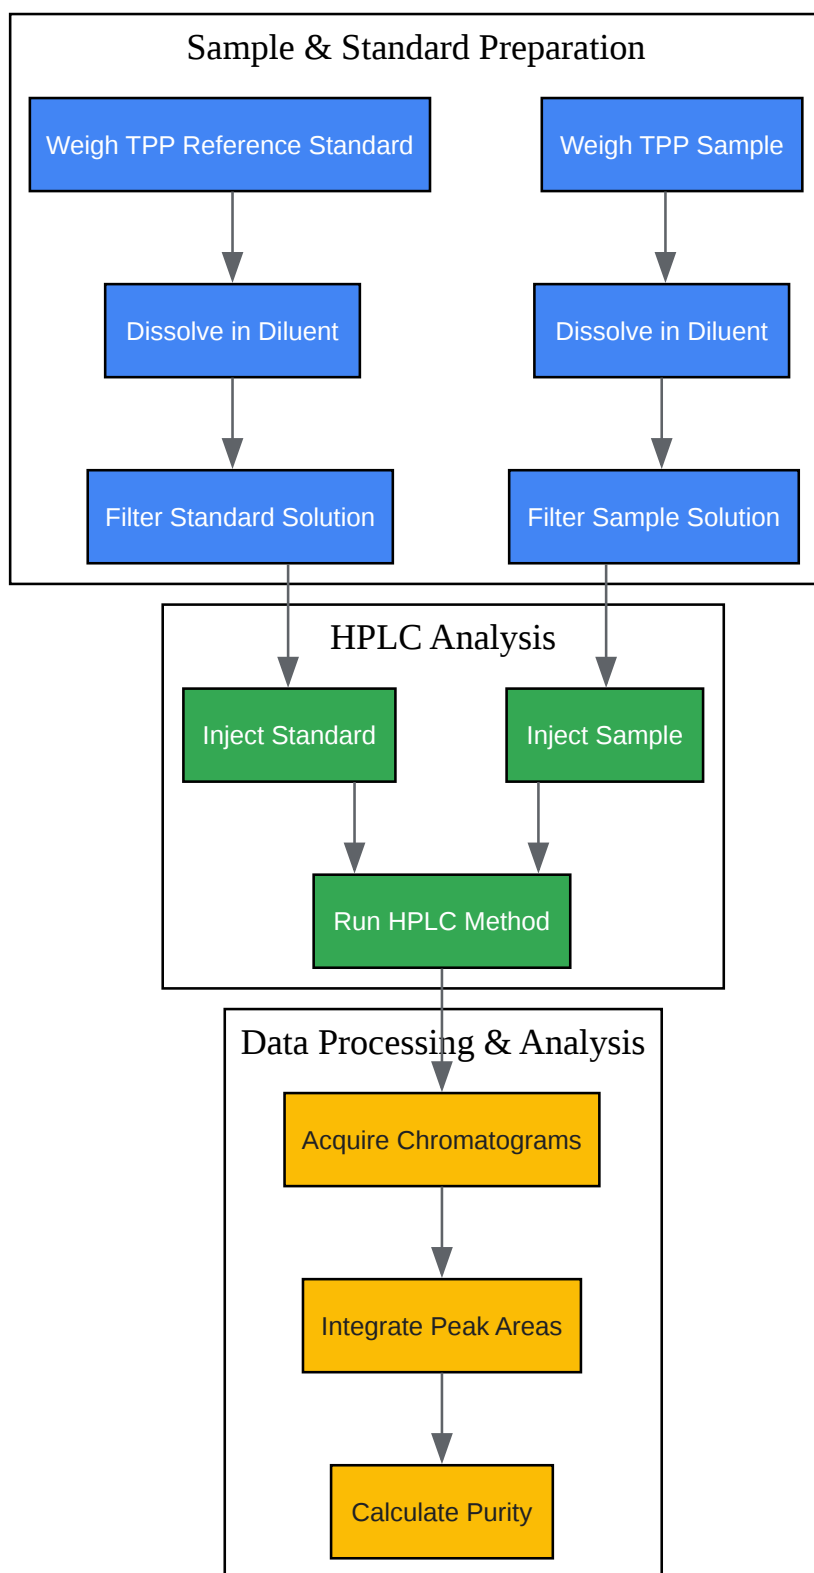 Sample & Standard Preparation
Weigh TPP Reference Standard
Weigh TPP Sample
Dissolve in Diluent
Dissolve in Diluent
Filter Standard Solution
Filter Sample Solution
HPLC Analysis
Inject Standard
Inject Sample
Run HPLC Method
Data Processing & Analysis
Acquire Chromatograms
Integrate Peak Areas
Calculate Purity